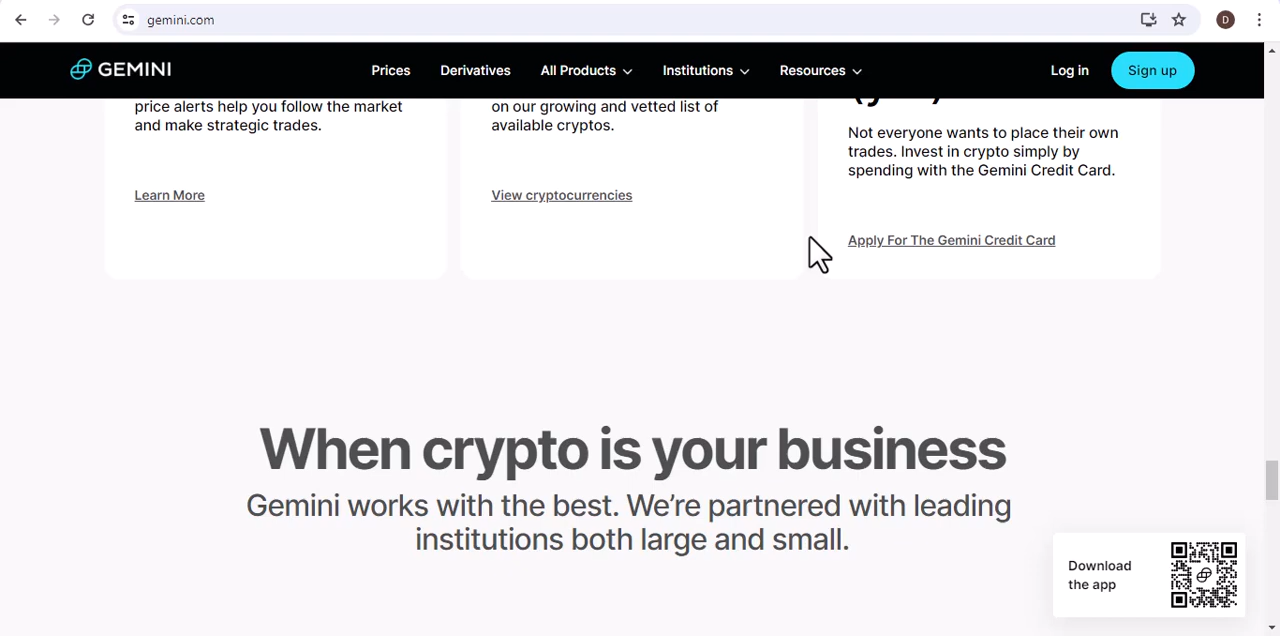 gemini.com
D
GEMINI
Prices
Derivatives
All Products
Institutions
Resources
Log in
Sign up
price alerts help you follow the market
and make strategic trades.
Learn More
on our growing and vetted list of
available cryptos.
View cryptocurrencies
Not everyone wants to place their own
trades. Invest in crypto simply by
spending with the Gemini Credit Card.
Apply For The Gemini Credit Card
When crypto is your business
Gemini works with the best. We’re partnered with leading
institutions both large and small.
Download
the app